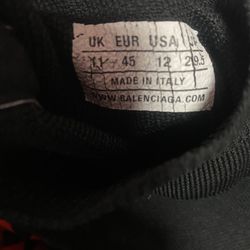 UK EUR USA
11 45 12 29.5
MADE IN ITALY
WWW.BALENCIAGA.COM